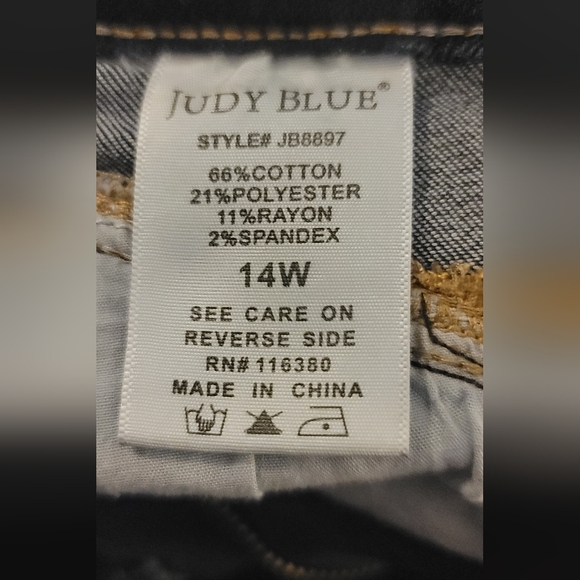 JUDY BLUE®
STYLE# JB8897
66%COTTON
21%POLYESTER
11%RAYON
2%SPANDEX
14W
SEE CARE ON
REVERSE SIDE
RN# 116380
MADE IN CHINA